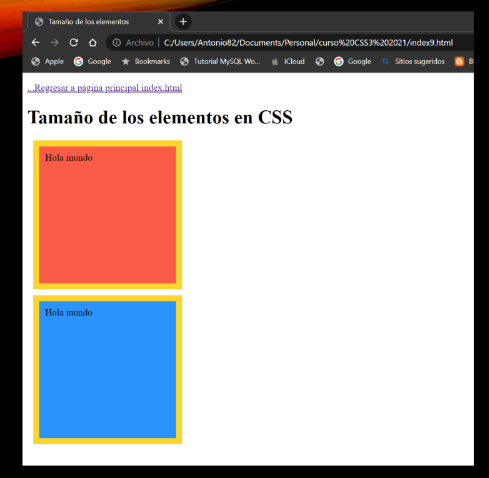 Tamaño de los elementos
Archivo | C:/Users/Antonio82/Documents/Personal/curso%20CSS3%202021/index9.html
Apple Google Bookmarks Tutorial MySQL Wo... iCloud Google Sitios sugeridos
...Regresar a página principal index.html
Tamaño de los elementos en CSS
Hola mundo
Hola mundo